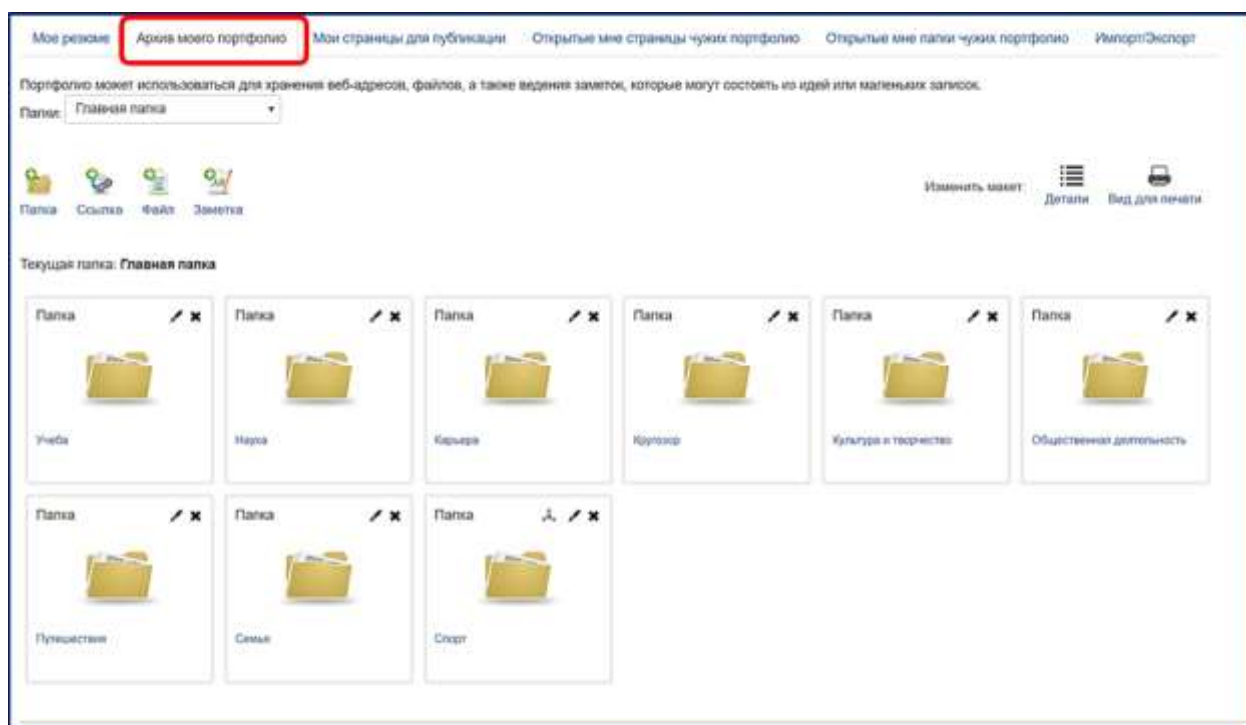 Мое резюме Архив моего портфолио Мои страницы для публикации Открытые мне страницы чужих портфолио Открытые мне папки чужих портфолио Импорт/Экспорт
Портфолио может использоваться для хранения веб-адресов, файлов, а также ведения заметок, которые могут состоять из идей или маленьких записок.
Папки: Главная папка
Изменить макет:
Папка Ссылка Файл Заметка Детали Вид для печати
Текущая папка: Главная папка
Папка Папка Папка Папка Папка Папка
Учеба Наука Карьера Кругозор Культура и творчество Общественная деятельность
Папка Папка Папка
Путешествия Семья Спорт